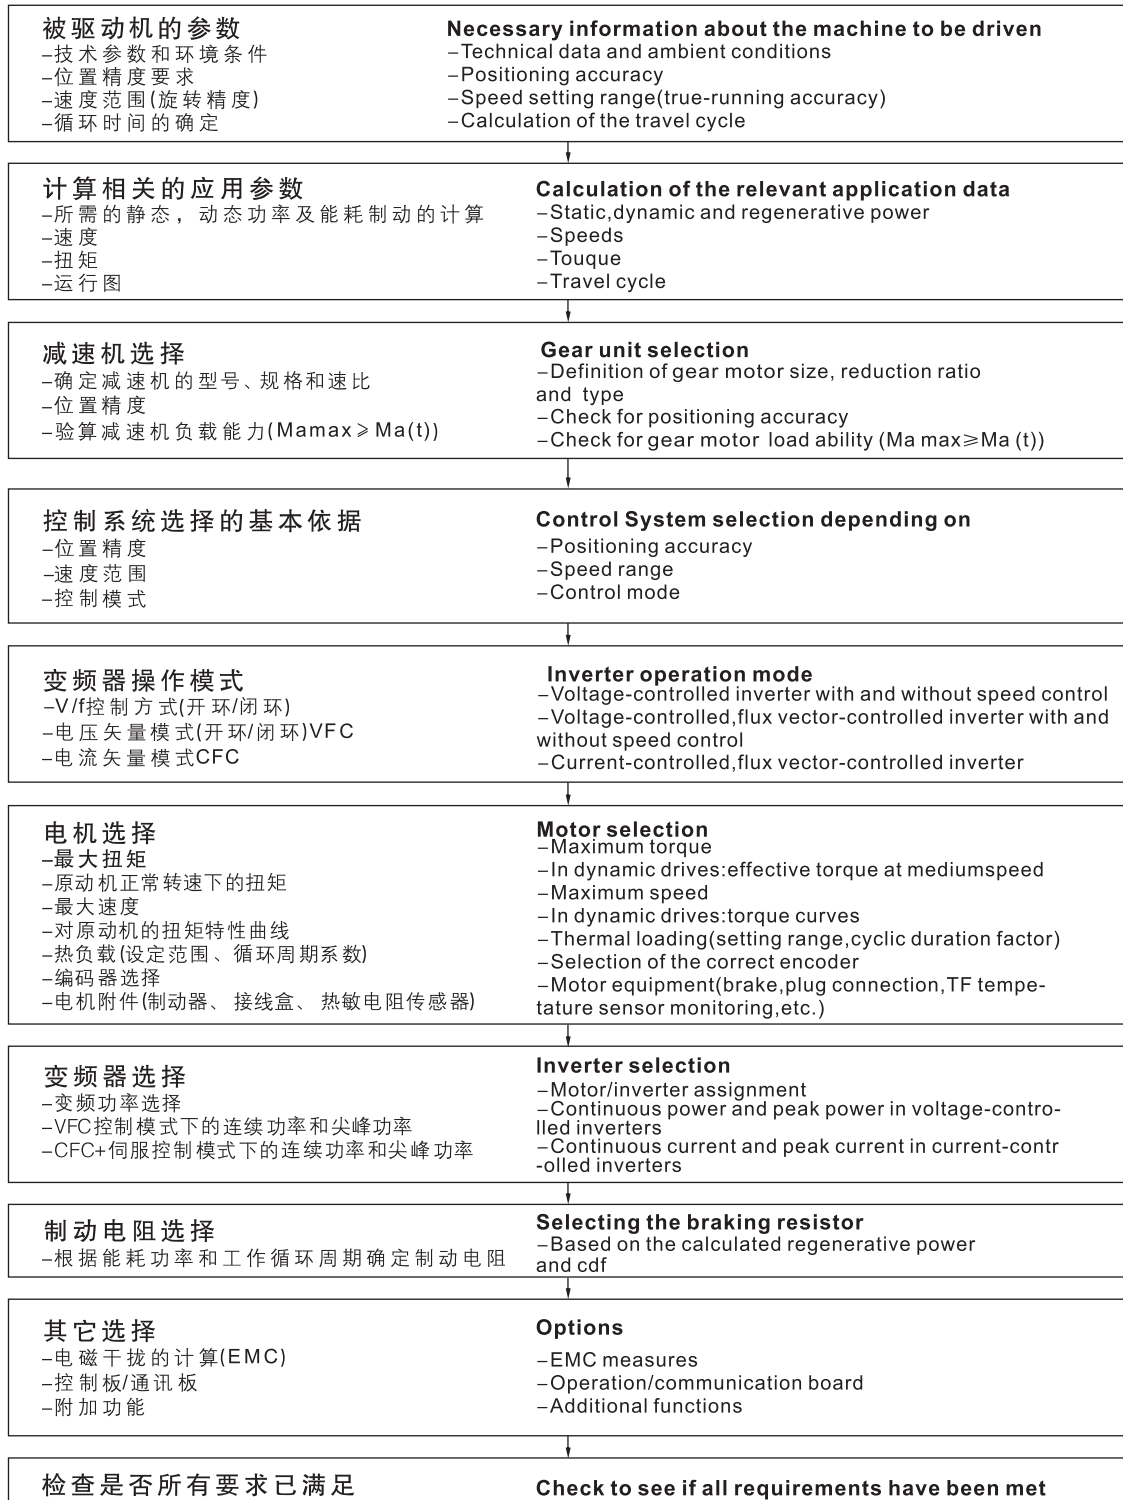 被驱动机的参数
–技术参数和环境条件
–位置精度要求
–速度范围(旋转精度)
–循环时间的确定
Necessary information about the machine to be driven
–Technical data and ambient conditions
–Positioning accuracy
–Speed setting range(true-running accuracy)
–Calculation of the travel cycle
计算相关的应用参数
–所需的静态，动态功率及能耗制动的计算
–速度
–扭矩
–运行图
Calculation of the relevant application data
–Static,dynamic and regenerative power
–Speeds
–Touque
–Travel cycle
减速机选择
–确定减速机的型号、规格和速比
–位置精度
–验算减速机负载能力(Mamax≥Ma(t))
Gear unit selection
–Definition of gear motor size, reduction ratio
and type
–Check for positioning accuracy
–Check for gear motor load ability (Ma max≥Ma (t))
控制系统选择的基本依据
–位置精度
–速度范围
–控制模式
Control System selection depending on
–Positioning accuracy
–Speed range
–Control mode
变频器操作模式
–V/f控制方式(开环/闭环)
–电压矢量模式(开环/闭环)VFC
–电流矢量模式CFC
Inverter operation mode
–Voltage-controlled inverter with and without speed control
–Voltage-controlled,flux vector-controlled inverter with and
without speed control
–Current-controlled,flux vector-controlled inverter
电机选择
–最大扭矩
–原动机正常转速下的扭矩
–最大速度
–对原动机的扭矩特性曲线
–热负载(设定范围、循环周期系数)
–编码器选择
–电机附件(制动器、接线盒、热敏电阻传感器)
Motor selection
–Maximum torque
–In dynamic drives:effective torque at mediumspeed
–Maximum speed
–In dynamic drives:torque curves
–Thermal loading(setting range,cyclic duration factor)
–Selection of the correct encoder
–Motor equipment(brake,plug connection,TF tempe-
tature sensor monitoring,etc.)
变频器选择
–变频功率选择
–VFC控制模式下的连续功率和尖峰功率
–CFC+伺服控制模式下的连续功率和尖峰功率
Inverter selection
–Motor/inverter assignment
–Continuous power and peak power in voltage-contro-
lled inverters
–Continuous current and peak current in current-contr
-olled inverters
制动电阻选择
–根据能耗功率和工作循环周期确定制动电阻
Selecting the braking resistor
–Based on the calculated regenerative power
and cdf
其它选择
–电磁干拢的计算(EMC)
–控制板/通讯板
–附加功能
Options
–EMC measures
–Operation/communication board
–Additional functions
检查是否所有要求已满足
Check to see if all requirements have been met